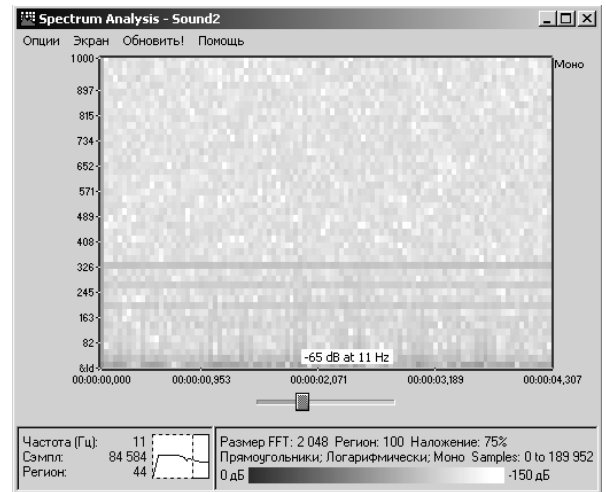 Spectrum Analysis - Sound2
Опции Экран Обновить! Помощь
1000
Моно
897
815
734
652
571
489
408
326
245
163
82
-65 dB at 11 Hz
00:00:00,000 00:00:00,953 00:00:02,071 00:00:03,189 00:00:04,307
Частота (Гц): 11
Сэмпл: 84 584
Регион: 44
Размер FFT: 2 048 Регион: 100 Наложение: 75%
Прямоугольники; Логарифмически; Моно Samples: 0 to 189 952
0 дБ -150 дБ